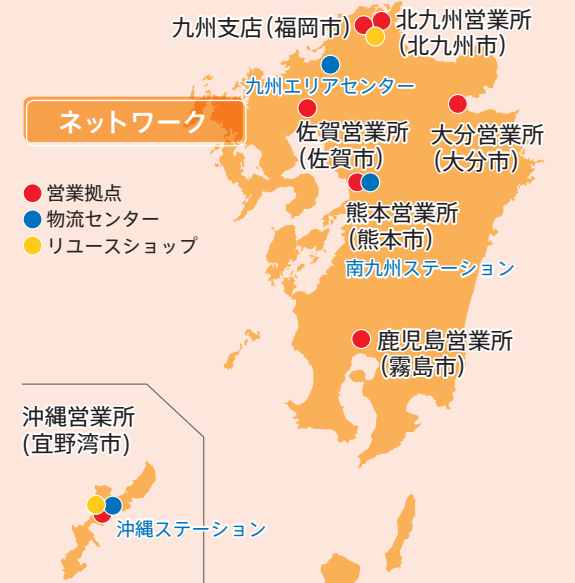 九州支店(福岡市)
北九州営業所
(北九州市)
九州エリアセンター
ネットワーク
佐賀営業所
(佐賀市)
大分営業所
(大分市)
営業拠点
物流センター
リユースショップ
熊本営業所
(熊本市)
南九州ステーション
鹿児島営業所
(霧島市)
沖縄営業所
(宜野湾市)
沖縄ステーション